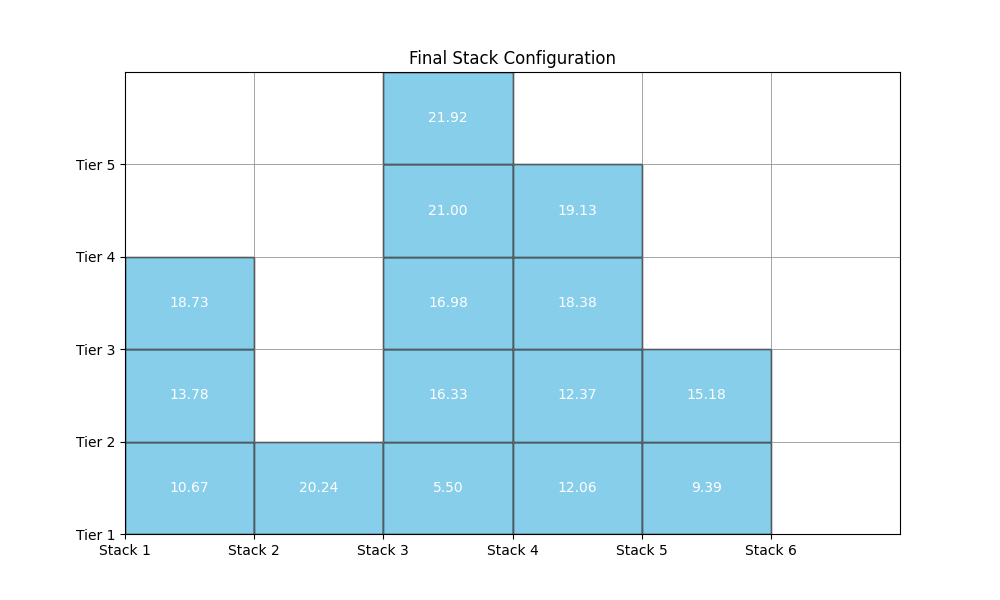 Final Stack Configuration
21.92
Tier 5
21.00 19.13
Tier 4
18.73 16.98 18.38
Tier 3
13.78 16.33 12.37 15.18
Tier 2
10.67 20.24 5.50 12.06 9.39
Tier 1
Stack 1 Stack 2 Stack 3 Stack 4 Stack 5 Stack 6